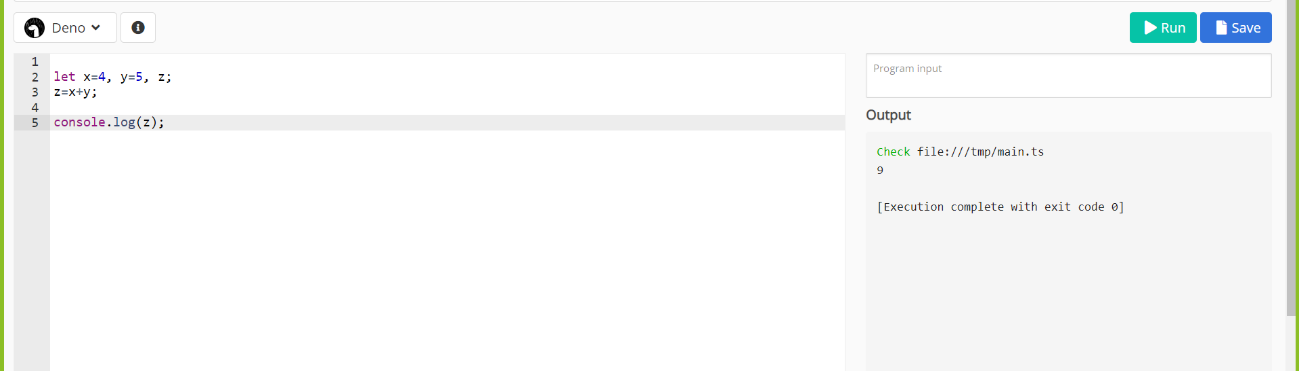 Deno
Run
Save
1
2 let x=4, y=5, z;
3 z=x+y;
4
5 console.log(z);
Program input
Output
Check file:///tmp/main.ts
9
[Execution complete with exit code 0]